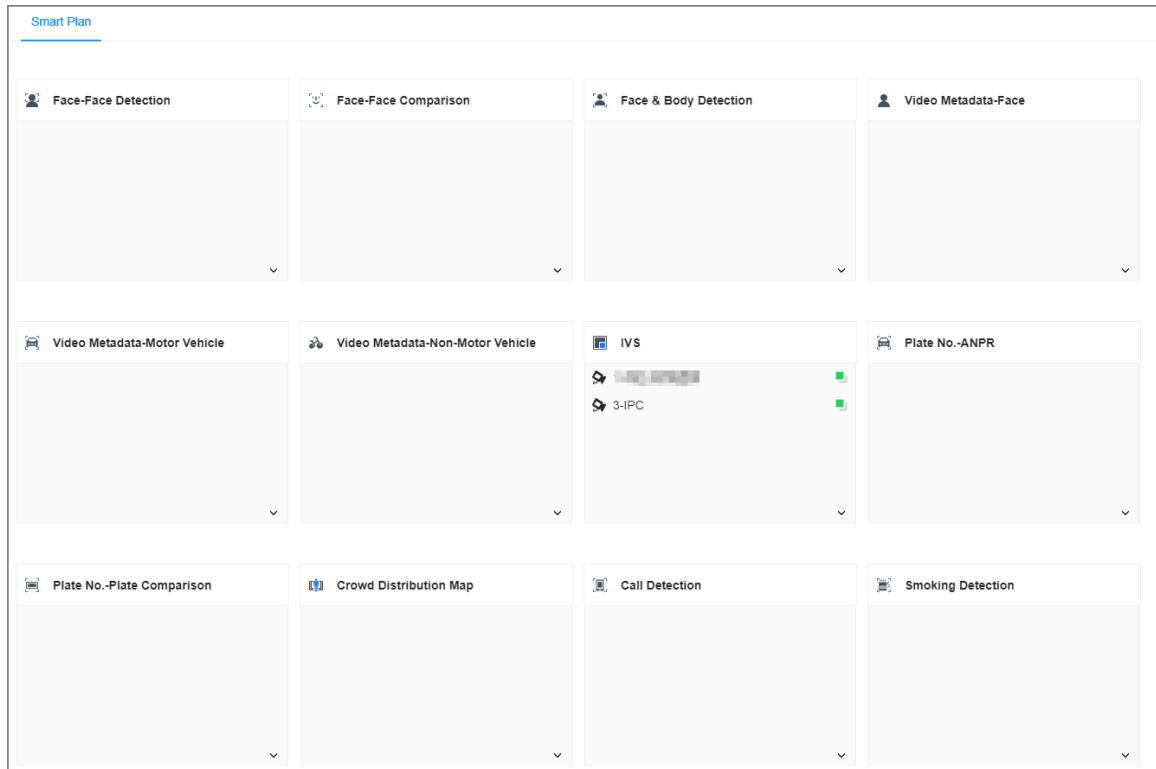 Smart Plan
Face-Face Detection
Face-Face Comparison
Face & Body Detection
Video Metadata-Face
Video Metadata-Motor Vehicle
Video Metadata-Non-Motor Vehicle
IVS
3-IPC
Plate No.-ANPR
Plate No.-Plate Comparison
Crowd Distribution Map
Call Detection
Smoking Detection